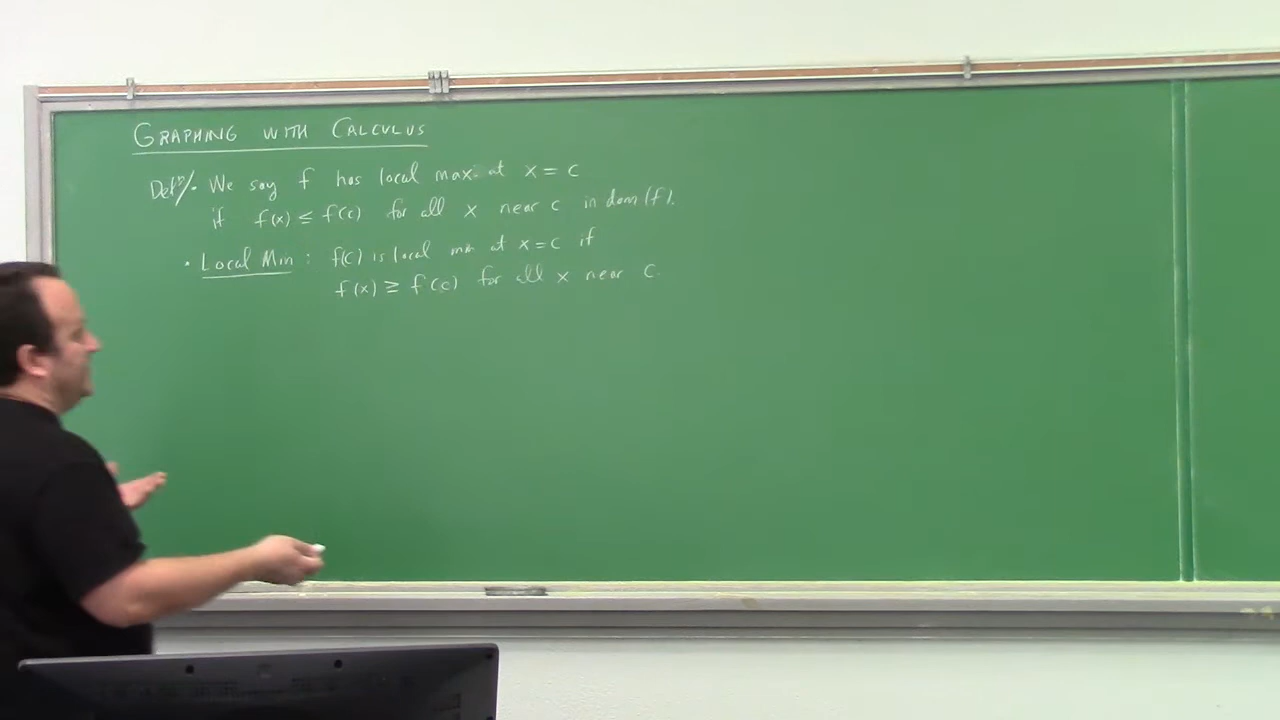 GRAPHING WITH CALCULUS
Defⁿ/• We say f has local max. at x = c
if f(x) ≤ f(c) for all x near c in dom(f).
• Local Min : f(c) is local min at x = c if
f(x) ≥ f(c) for all x near c.